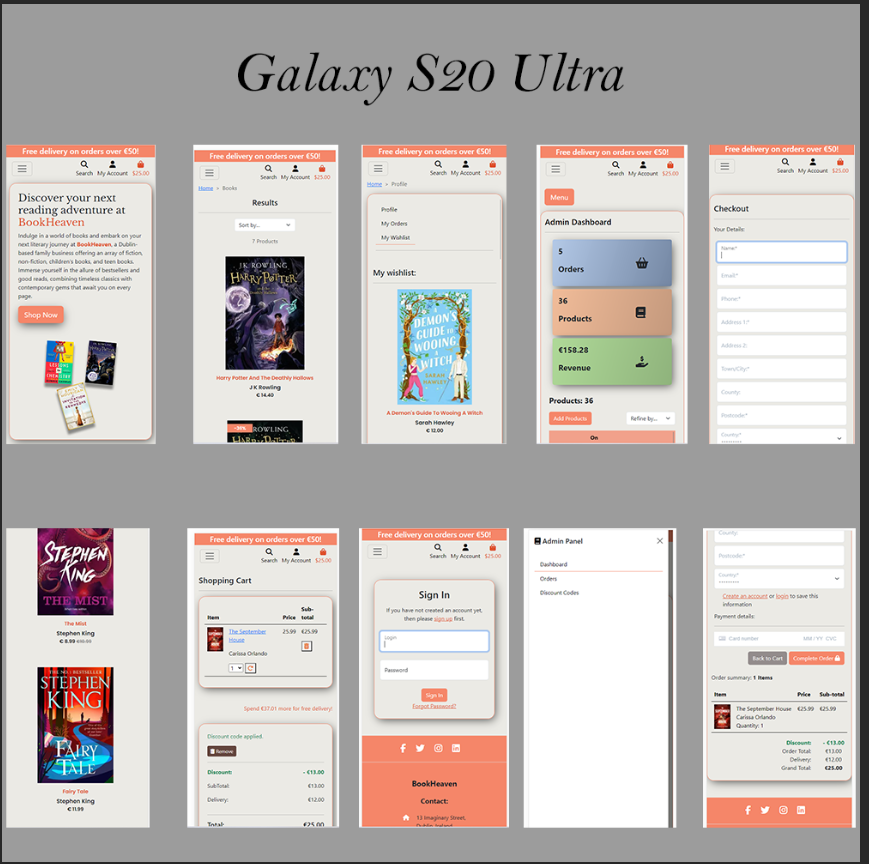 Galaxy S20 Ultra
Free delivery on orders over €50!
Search My Account $25.00
Discover your next
reading adventure at
BookHeaven
Indulge in a world of books and embark on your
next literary journey at BookHeaven, a Dublin-
based family business offering an array of fiction,
non-fiction, children's books, and teen books.
Immerse yourself in the allure of bestsellers and
good reads, combining timeless classics with
contemporary gems that await you on every
page.
Shop Now
Free delivery on orders over €50!
Search My Account $25.00
Home » Books
Results
Sort by...
7 Products
J.K. ROWLING
HARRY POTTER
Harry Potter And The Deathly Hallows
J K Rowling
€ 14.40
-36%
ROWLING
HARRY
Free delivery on orders over €50!
Search My Account $25.00
Home » Profile
Profile
My Orders
My Wishlist
My wishlist:
A DEMON'S
GUIDE TO
WOOING
A WITCH
SARAH
HAWLEY
A Demon's Guide To Wooing A Witch
Sarah Hawley
€ 12.00
Free delivery on orders over €50!
Search My Account $25.00
Menu
Admin Dashboard
5
Orders
36
Products
€158.28
Revenue
Products: 36
Add Products
Refine by...
On
Free delivery on orders over €50!
Search My Account $25.00
Checkout
Your Details:
Name*
Email*
Phone*
Address 1:*
Address 2:
Town/City*
County:
Postcode:*
Country*
STEPHEN
KING
THE MIST
The Mist
Stephen King
€ 8.99
STEPHEN
KING
FAIRY
TALE
Fairy Tale
Stephen King
€ 11.99
Free delivery on orders over €50!
Search My Account $25.00
Shopping Cart
Item Price Sub-
total
The September
House
25.99 €25.99
Carissa Orlando
1
Spend €37.01 more for free delivery!
Discount code applied.
Remove
Discount: - €13.00
SubTotal: €13.00
Delivery: €12.00
Total: €25.00
Free delivery on orders over €50!
Search My Account $25.00
Sign In
If you have not created an account yet,
then please sign up first.
Login
Password
Sign In
Forgot Password?
BookHeaven
Contact:
13 Imaginary Street,
Dublin, Ireland
Admin Panel
Dashboard
Orders
Discount Codes
County:
Postcode*
Country*
Create an account or login to save this
information
Payment details:
Card number MM / YY CVC
Back to Cart
Complete Order
Order summary: 1 Items
Item Price Sub-total
The September House €25.99 €25.99
Carissa Orlando
Quantity: 1
Discount: - €13.00
Order Total: €13.00
Delivery: €12.00
Grand Total: €25.00